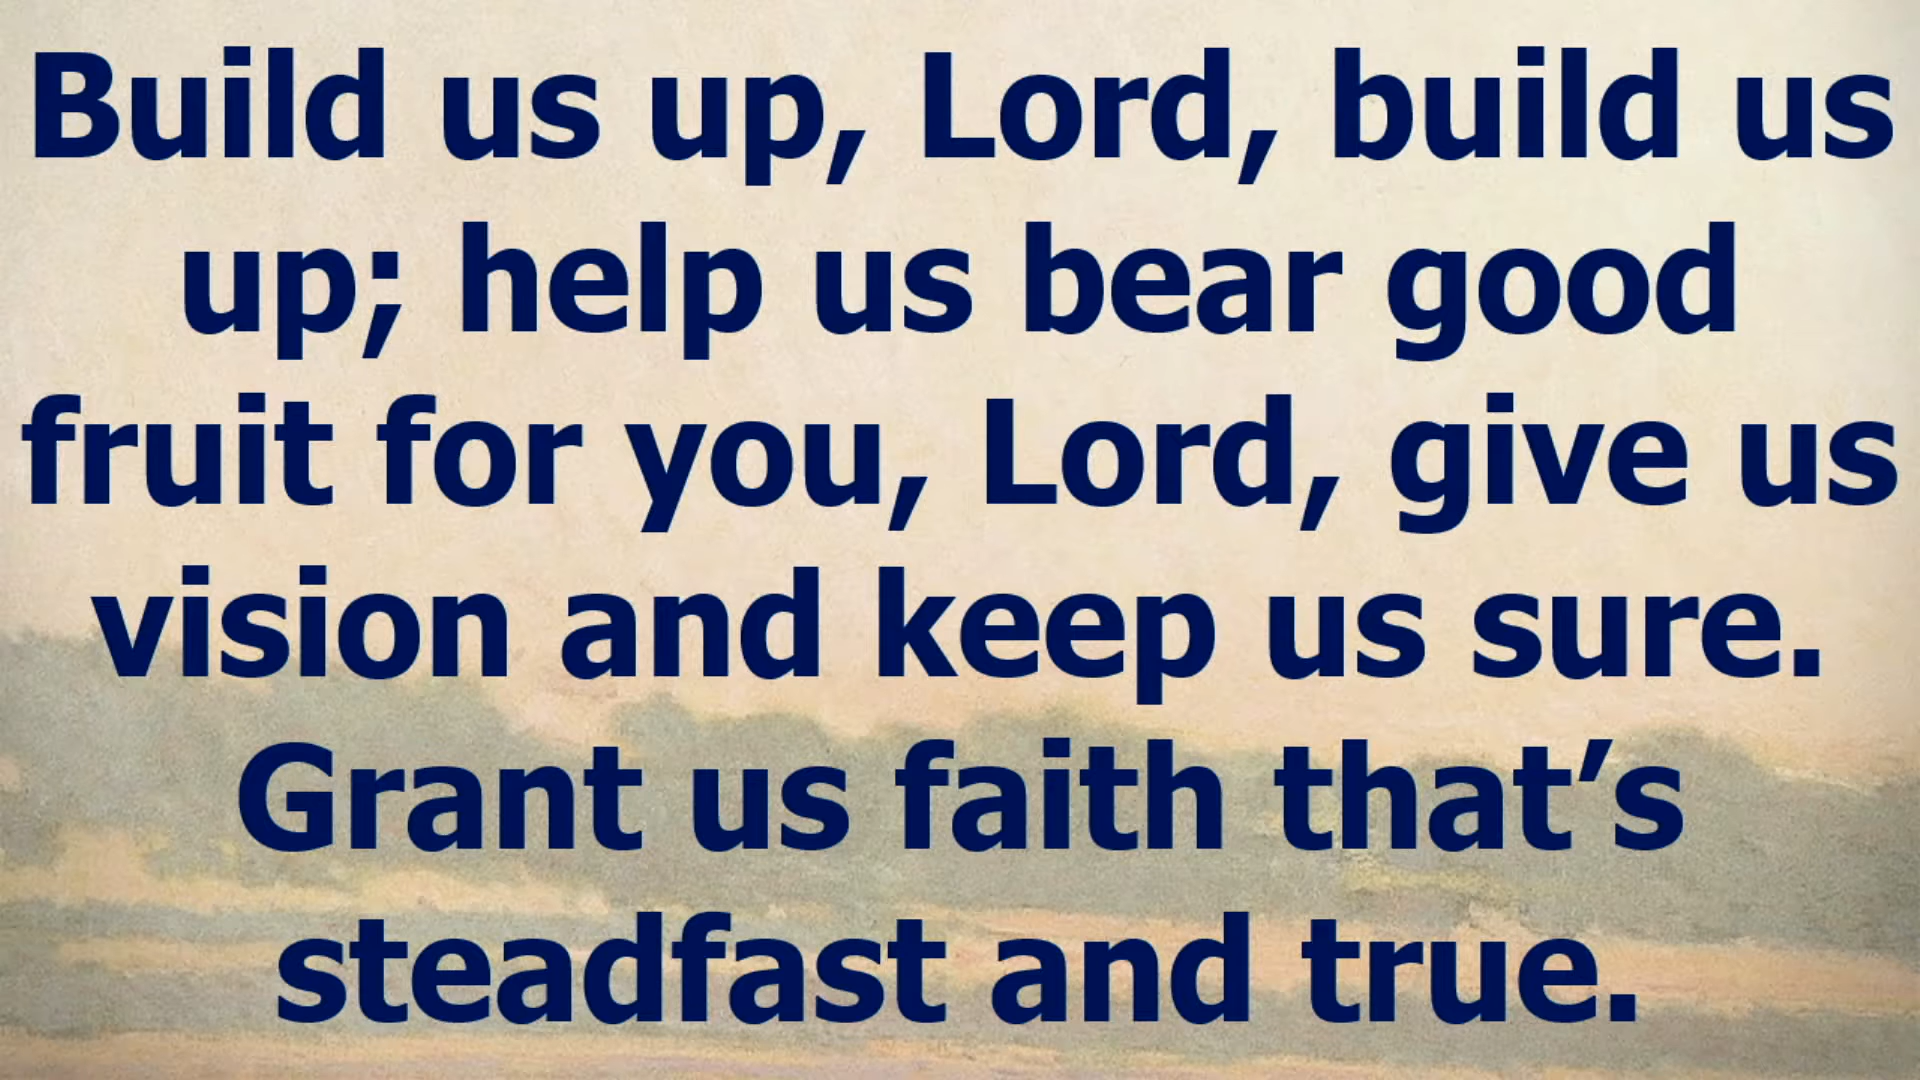 Build us up, Lord, build us
up; help us bear good
fruit for you, Lord, give us
vision and keep us sure.
Grant us faith that’s
steadfast and true.